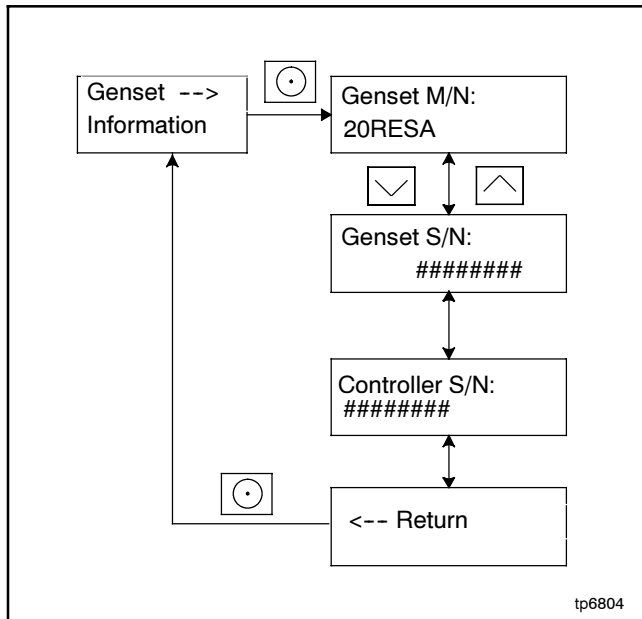 Genset -->
Information
Genset M/N:
20RESA
Genset S/N:
########
Controller S/N:
########
<-- Return
tp6804